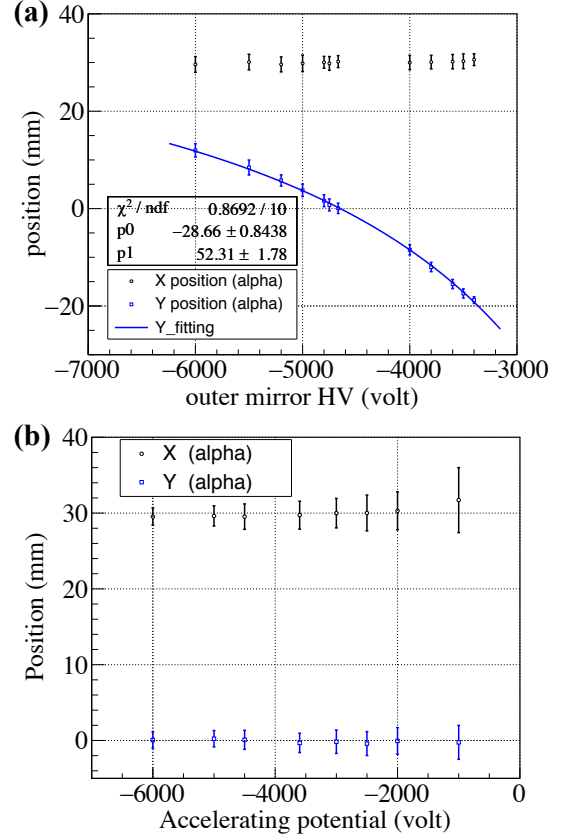 (a)
40
20
0
−20
position (mm)
χ² / ndf 0.8692 / 10
p0 −28.66 ± 0.8438
p1 52.31 ± 1.78
X position (alpha)
Y position (alpha)
Y_fitting
−7000 −6000 −5000 −4000 −3000
outer mirror HV (volt)
(b)
40
30
20
10
0
Position (mm)
X (alpha)
Y (alpha)
−6000 −4000 −2000 0
Accelerating potential (volt)